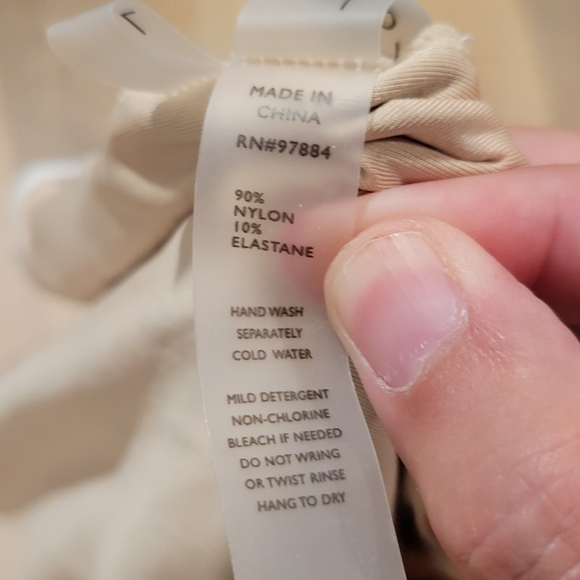 MADE IN
CHINA
RN#97884
90%
NYLON
10%
ELASTANE
HAND WASH
SEPARATELY
COLD WATER
MILD DETERGENT
NON-CHLORINE
BLEACH IF NEEDED
DO NOT WRING
OR TWIST RINSE
HANG TO DRY